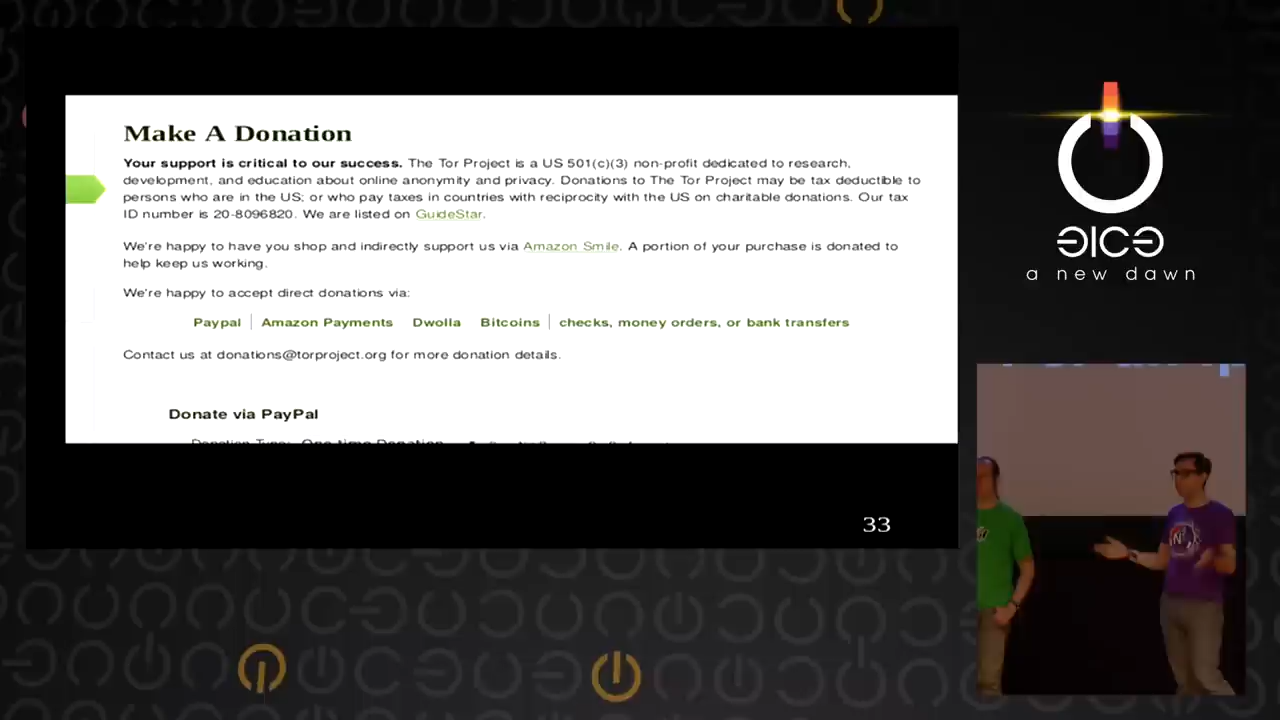 Make A Donation
Your support is critical to our success. The Tor Project is a US 501(c)(3) non-profit dedicated to research,
development, and education about online anonymity and privacy. Donations to The Tor Project may be tax deductible to
persons who are in the US; or who pay taxes in countries with reciprocity with the US on charitable donations. Our tax
ID number is 20-8096820. We are listed on GuideStar.
We're happy to have you shop and indirectly support us via Amazon Smile. A portion of your purchase is donated to
help keep us working.
We're happy to accept direct donations via:
Paypal Amazon Payments Dwolla Bitcoins checks, money orders, or bank transfers
Contact us at donations@torproject.org for more donation details.
Donate via PayPal
Donation Type: One-time Donation
33
a new dawn